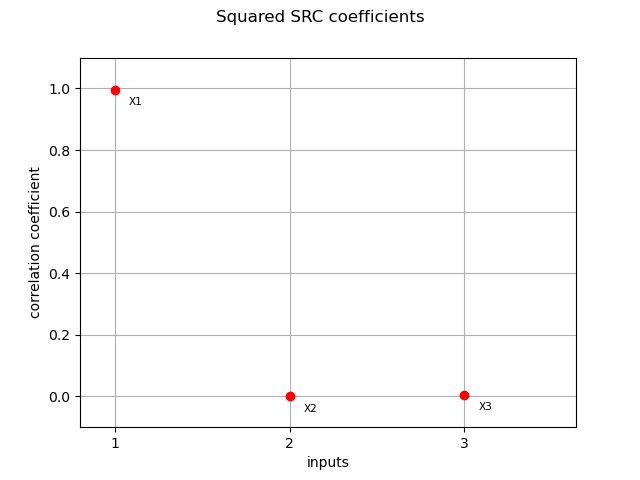 Squared SRC coefficients
correlation coefficient
1.0
0.8
0.6
0.4
0.2
0.0
X1
X2
X3
1
2
3
inputs